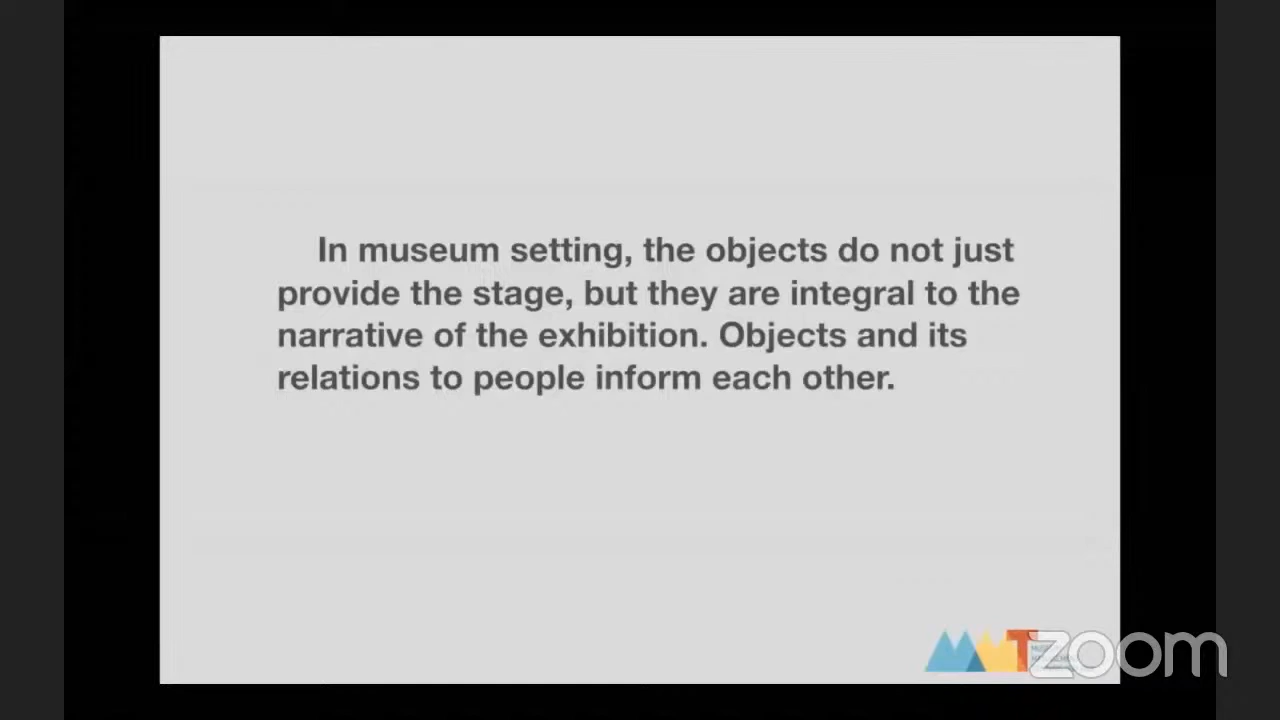 In museum setting, the objects do not just
provide the stage, but they are integral to the
narrative of the exhibition. Objects and its
relations to people inform each other.
zoom